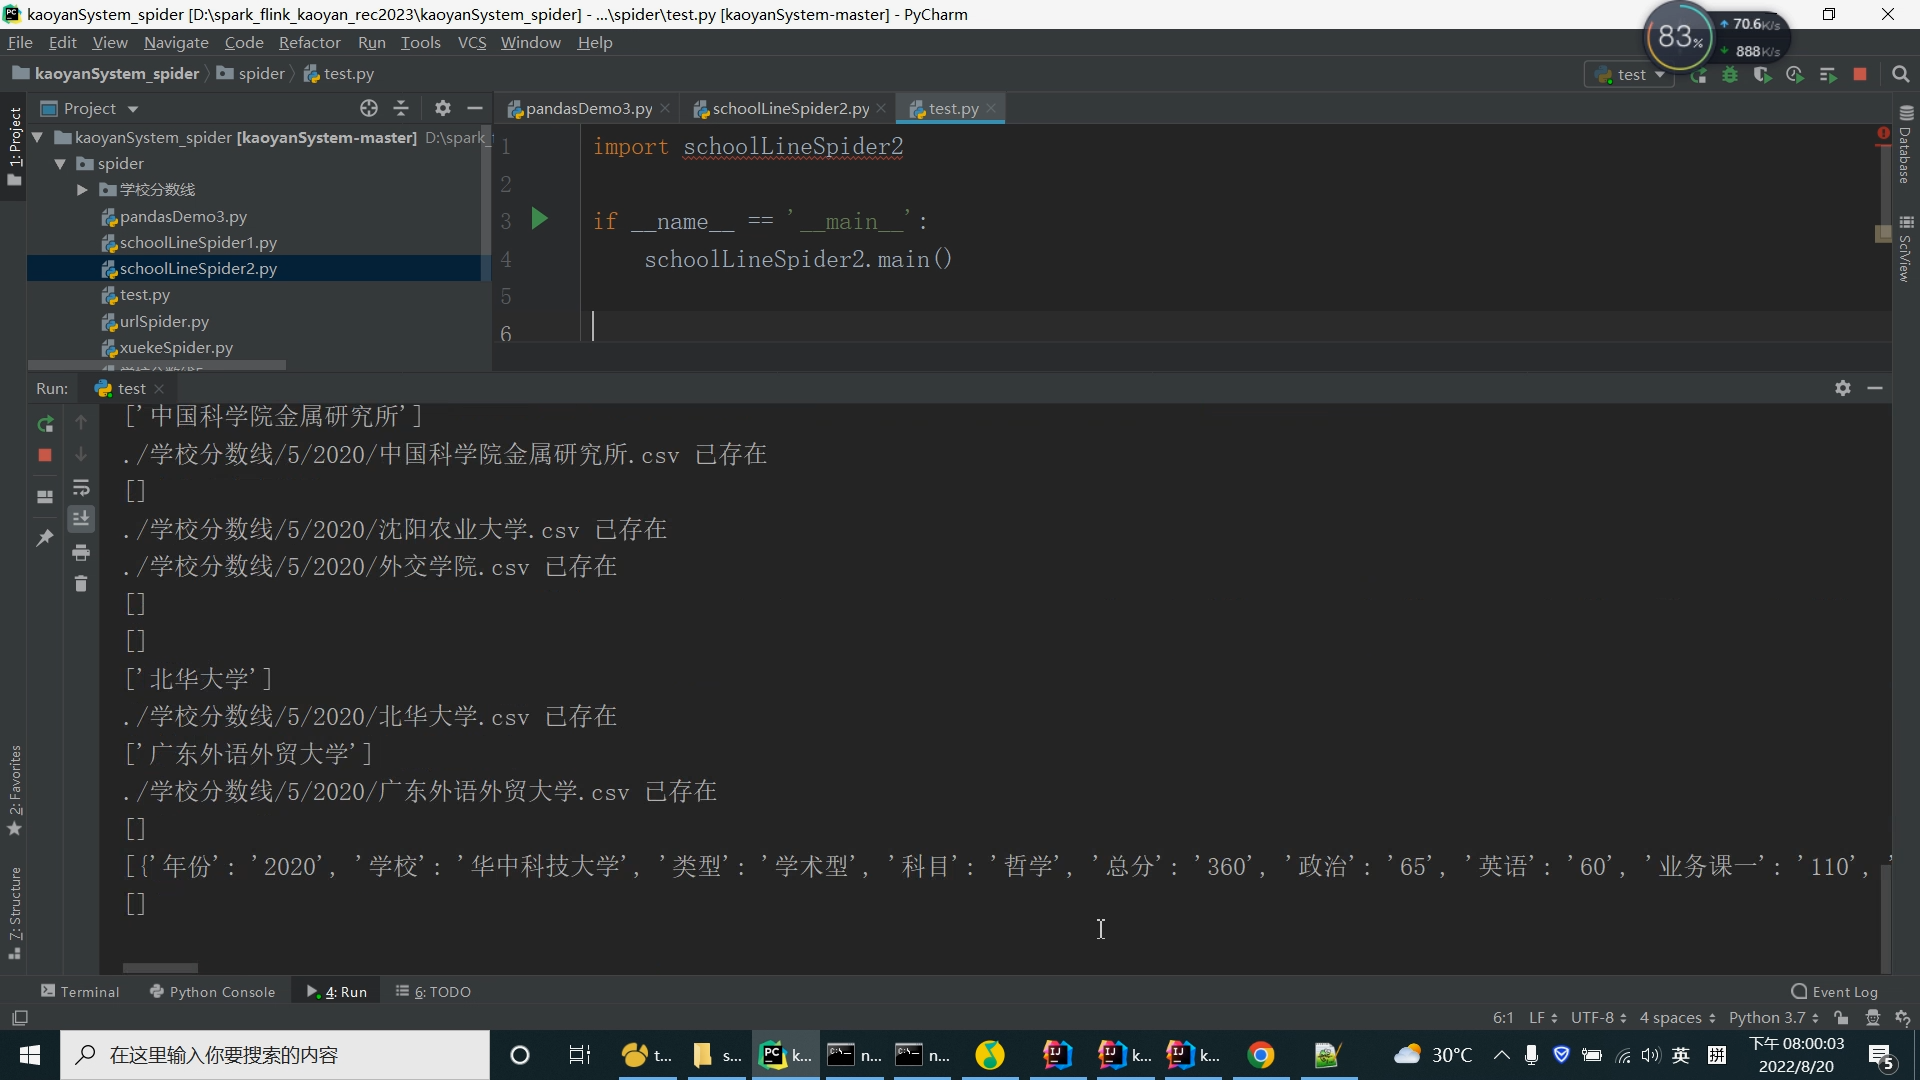 kaoyanSystem_spider [D:\spark_flink_kaoyan_rec2023\kaoyanSystem_spider] - ...\spider\test.py [kaoyanSystem-master] - PyCharm
83% 70.6K/s
888K/s
File Edit View Navigate Code Refactor Run Tools VCS Window Help
kaoyanSystem_spider spider test.py test
1: Project
Project
pandasDemo3.py schoolLineSpider2.py test.py
kaoyanSystem_spider [kaoyanSystem-master] D:\spark_
spider
学校分数线
pandasDemo3.py
schoolLineSpider1.py
schoolLineSpider2.py
test.py
urlSpider.py
xuekeSpider.py
1 import schoolLineSpider2
2
3 if __name__ == '__main__':
4 schoolLineSpider2.main()
5
6
Database
SciView
Run: test
['中国科学院金属研究所']
./学校分数线/5/2020/中国科学院金属研究所.csv 已存在
[]
./学校分数线/5/2020/沈阳农业大学.csv 已存在
./学校分数线/5/2020/外交学院.csv 已存在
[]
[]
['北华大学']
./学校分数线/5/2020/北华大学.csv 已存在
['广东外语外贸大学']
./学校分数线/5/2020/广东外语外贸大学.csv 已存在
[]
[{'年份': '2020', '学校': '华中科技大学', '类型': '学术型', '科目': '哲学', '总分': '360', '政治': '65', '英语': '60', '业务课一': '110', '
[]
2: Favorites
7: Structure
Terminal Python Console 4: Run 6: TODO Event Log
6:1 LF UTF-8 4 spaces Python 3.7
在这里输入你要搜索的内容
t... s... k... n... n... k... k...
30°C 英 拼
下午 08:00:03
2022/8/20
5